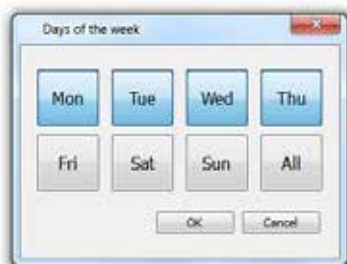 Days of the week
Mon Tue Wed Thu
Fri Sat Sun All
OK Cancel